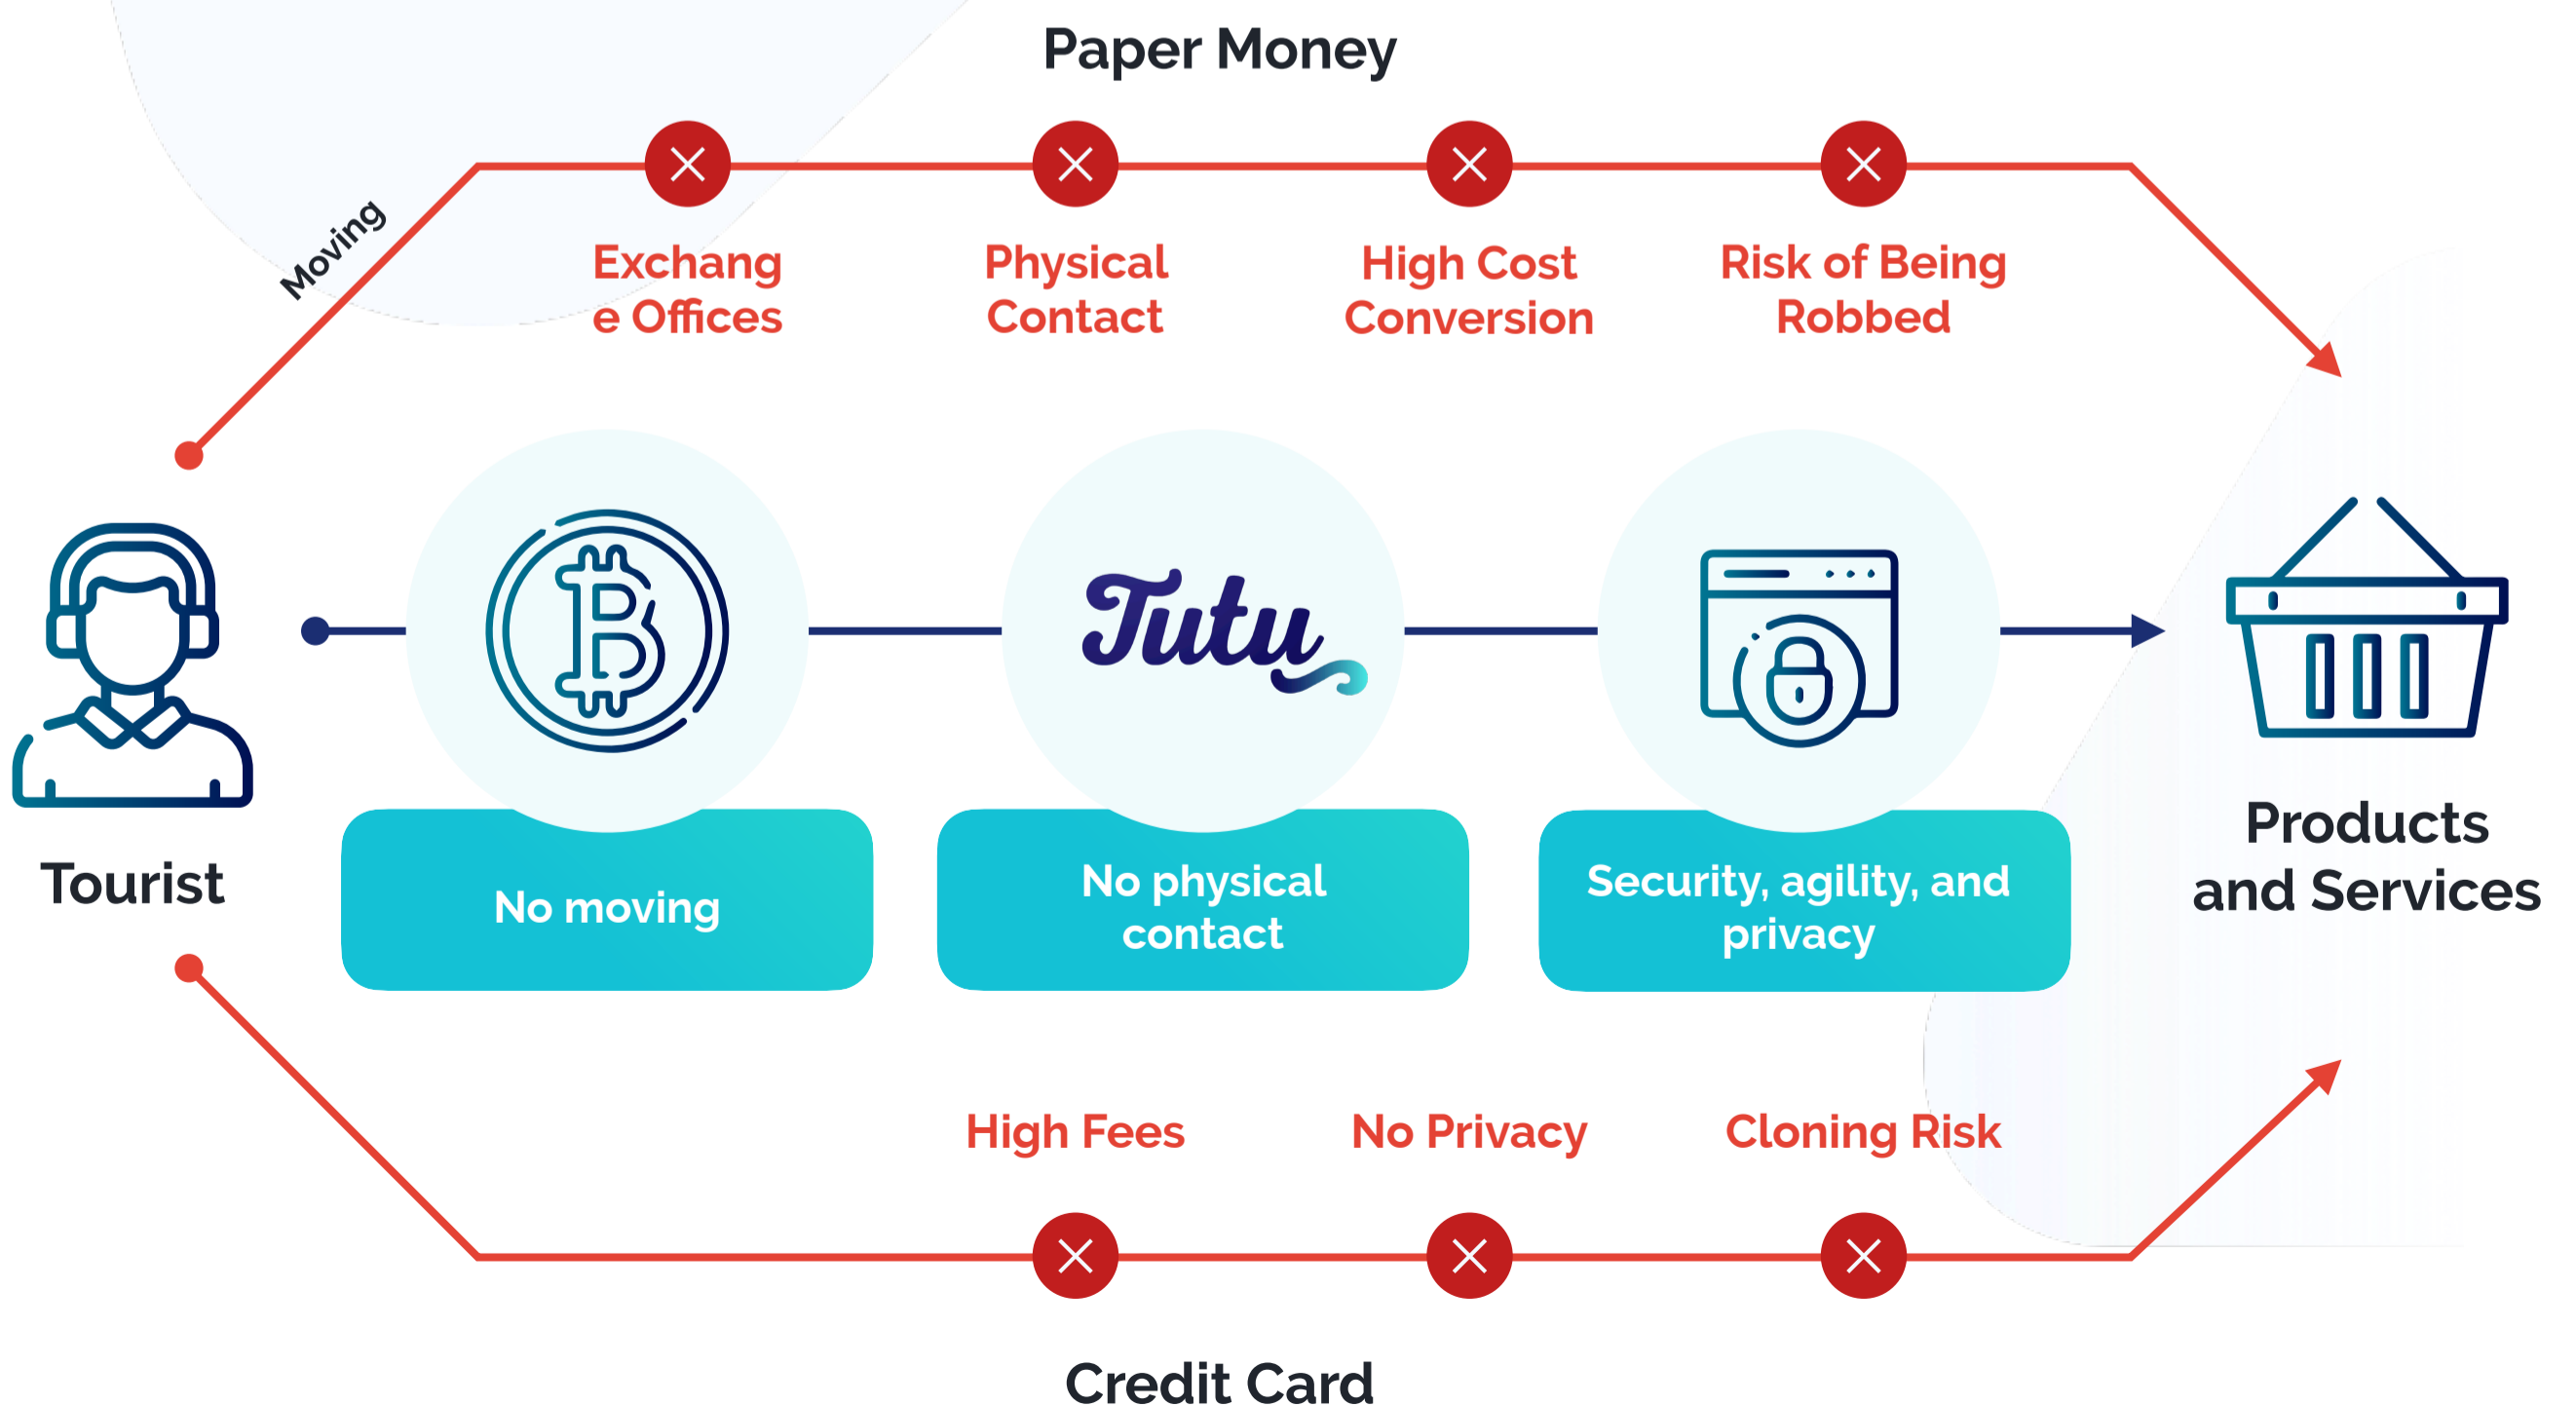 Paper Money
Moving
Exchang
e Offices
Physical
Contact
High Cost
Conversion
Risk of Being
Robbed
Tutu
Tourist
No moving
No physical
contact
Security, agility, and
privacy
Products
and Services
High Fees
No Privacy
Cloning Risk
Credit Card